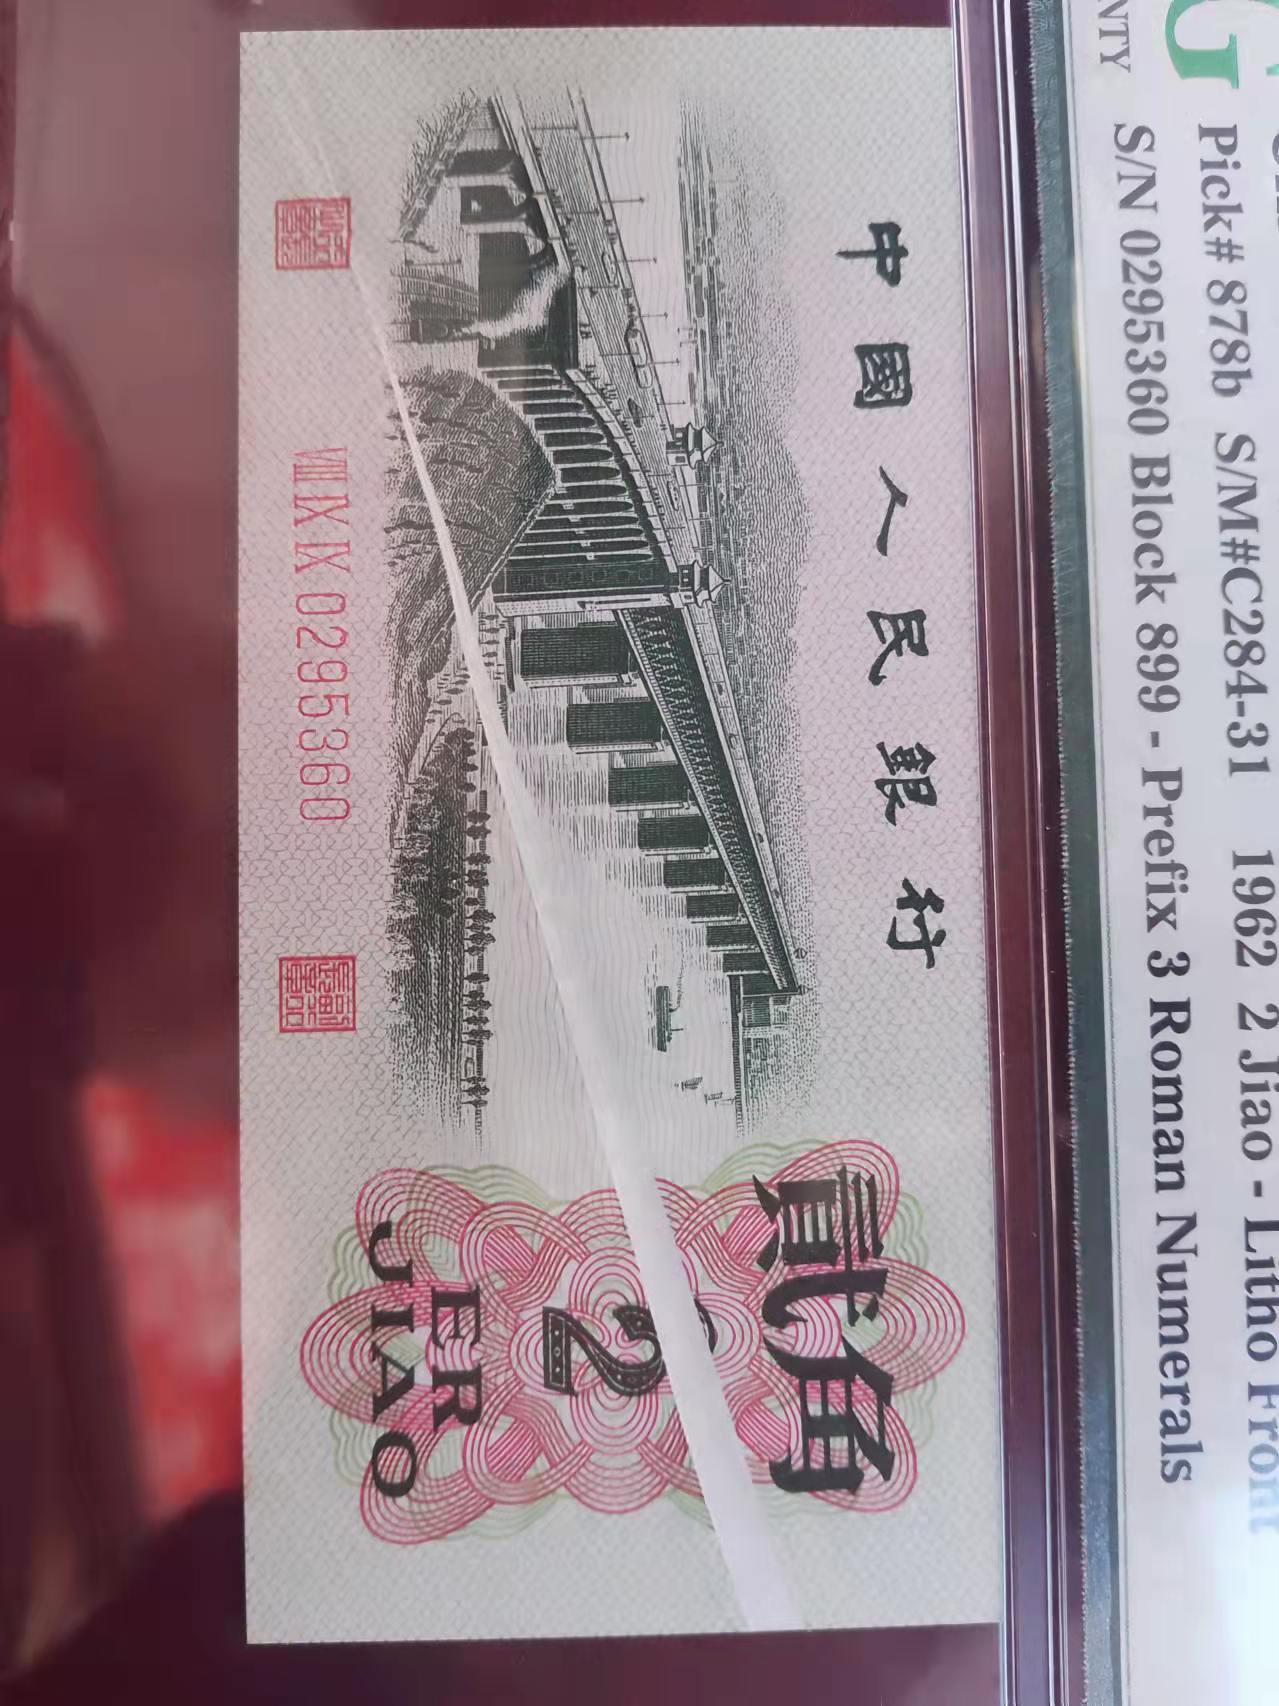 G
NTY
Pick# 878b S/M#C284-31 1962 2 Jiao - Litho Front
S/N 0295360 Block 899 - Prefix 3 Roman Numerals
中國人民銀行
貳角
2
ER
JIAO
VIII IX IX 0295360